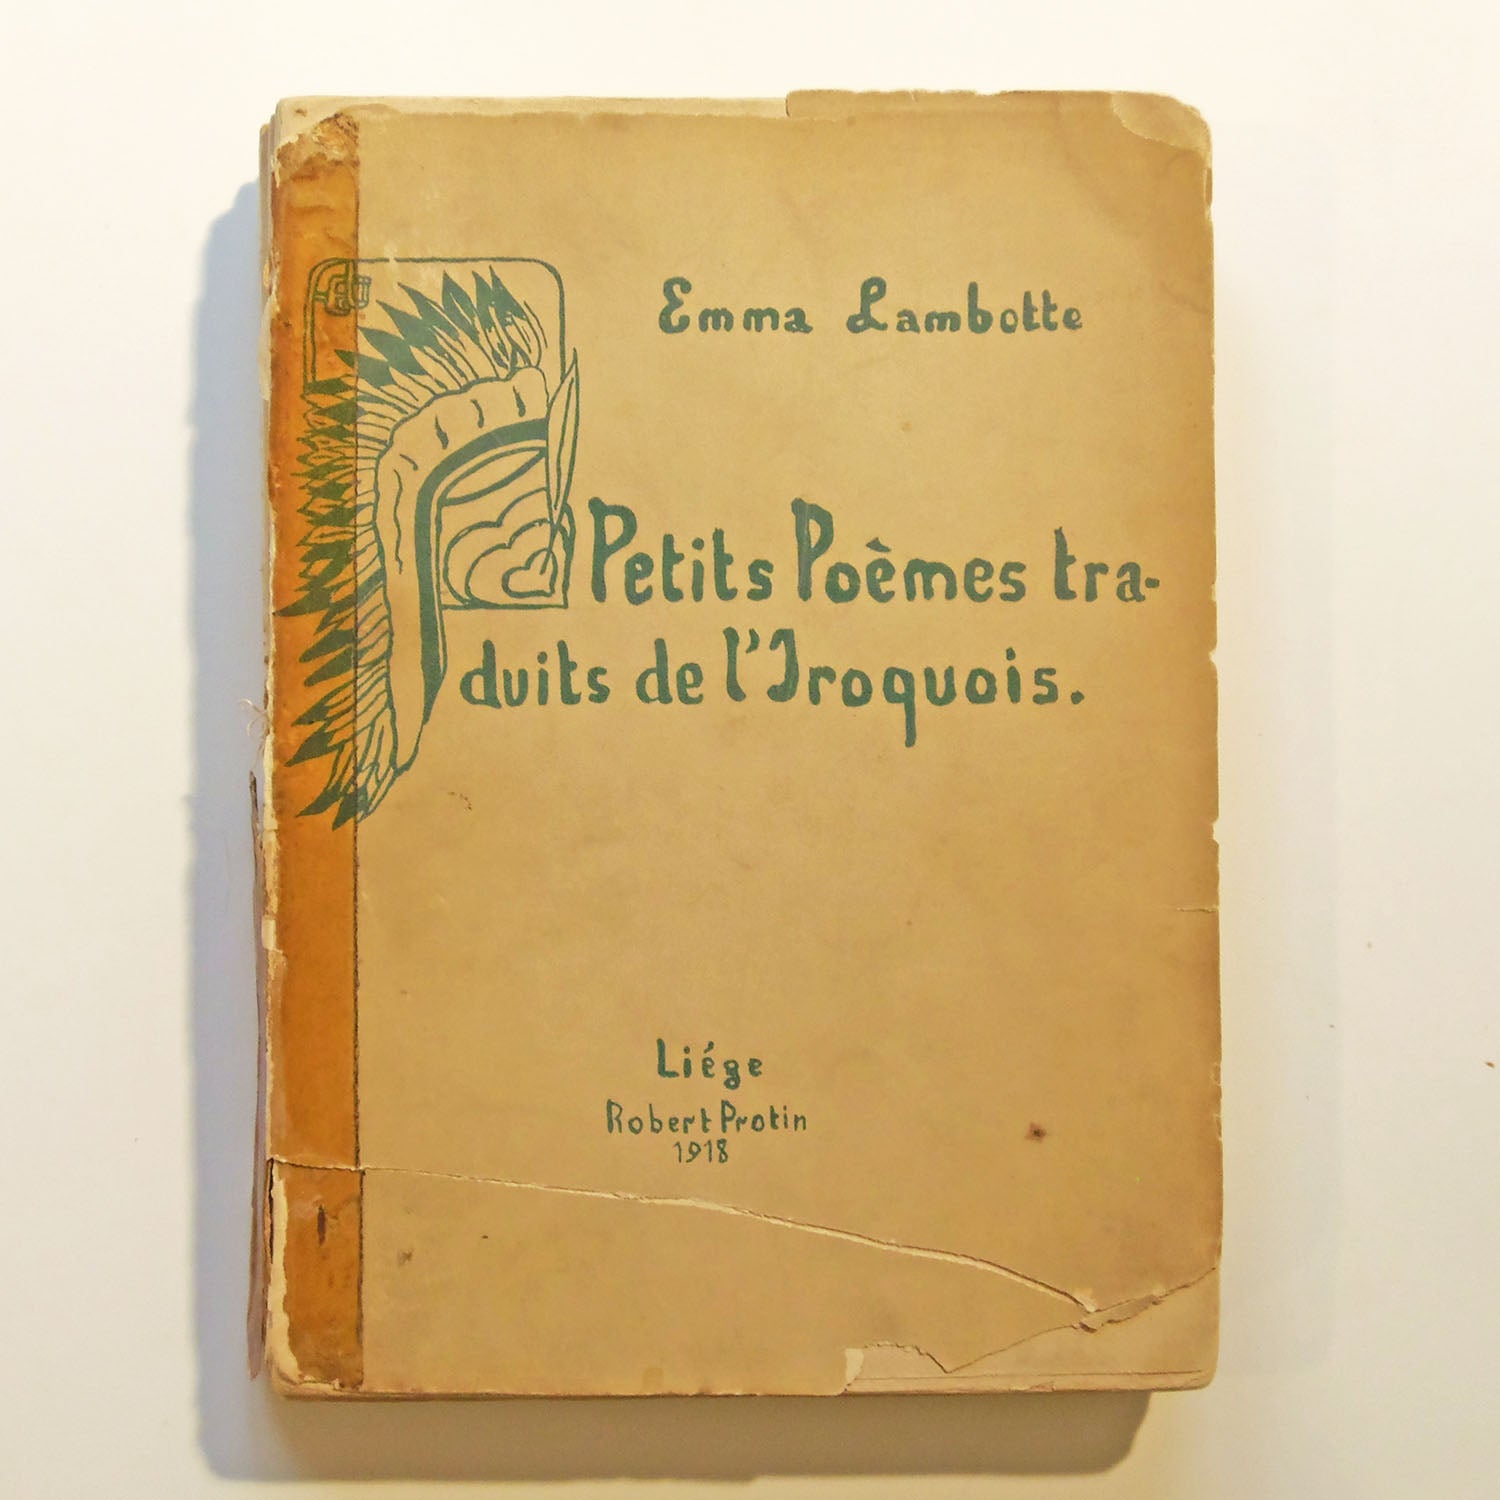 Emma Lambotte
Petits Poèmes tra-
duits de l'Iroquois.
Liége
Robert Protin
1918